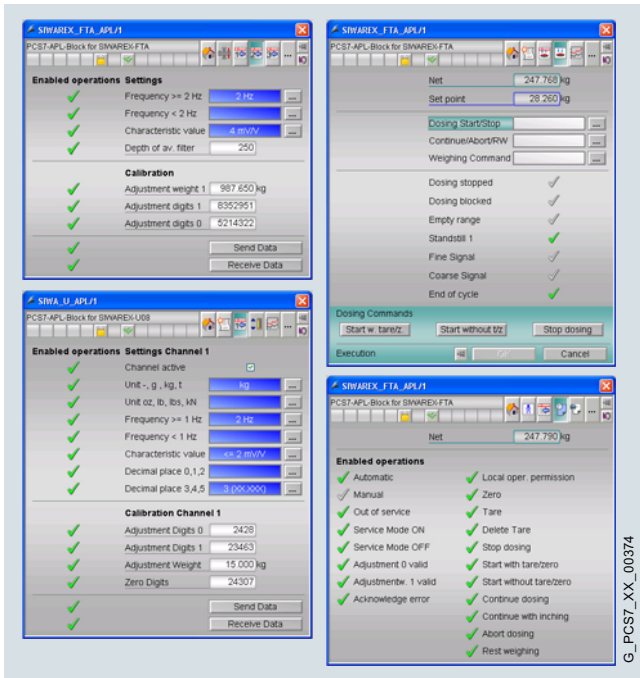 SIWAREX_FTA_APL/1
PCS7-APL-Block for SIWAREX-FTA
Enabled operations Settings
Frequency >= 2 Hz 2 Hz ...
Frequency < 2 Hz ...
Characteristic value 4 mV/V ...
Depth of av. filter 250
Calibration
Adjustment weight 1 987.650 kg
Adjustment digits 1 8352951
Adjustment digits 0 5214322
Send Data
Receive Data
SIWA_U_APL/1
PCS7-APL-Block for SIWAREX-U08
Enabled operations Settings Channel 1
Channel active
Unit -, g , kg, t kg ...
Unit oz, lb, lbs, kN ...
Frequency >= 1 Hz 2 Hz ...
Frequency < 1 Hz ...
Characteristic value <= 2 mV/V ...
Decimal place 0,1,2 ...
Decimal place 3,4,5 3 (XX.XXX) ...
Calibration Channel 1
Adjustment Digits 0 2428
Adjustment Digits 1 23463
Adjustment Weight 15.000 kg
Zero Digits 24307
Send Data
Receive Data
SIWAREX_FTA_APL/1
PCS7-APL-Block for SIWAREX-FTA
Net 247.768 kg
Set point 28.260 kg
Dosing Start/Stop ...
Continue/Abort/RW ...
Weighing Command ...
Dosing stopped
Dosing blocked
Empty range
Standstill 1
Fine Signal
Coarse Signal
End of cycle
Dosing Commands
Start w. tare/z. Start without t/z Stop dosing
Execution OK Cancel
SIWAREX_FTA_APL/1
PCS7-APL-Block for SIWAREX-FTA
Net 247.790 kg
Enabled operations
Automatic Local oper. permission
Manual Zero
Out of service Tare
Service Mode ON Delete Tare
Service Mode OFF Stop dosing
Adjustment 0 valid Start with tare/zero
Adjustmentw. 1 valid Start without tare/zero
Acknowledge error Continue dosing
Continue with inching
Abort dosing
Rest weighing
G_PCS7_XX_00374